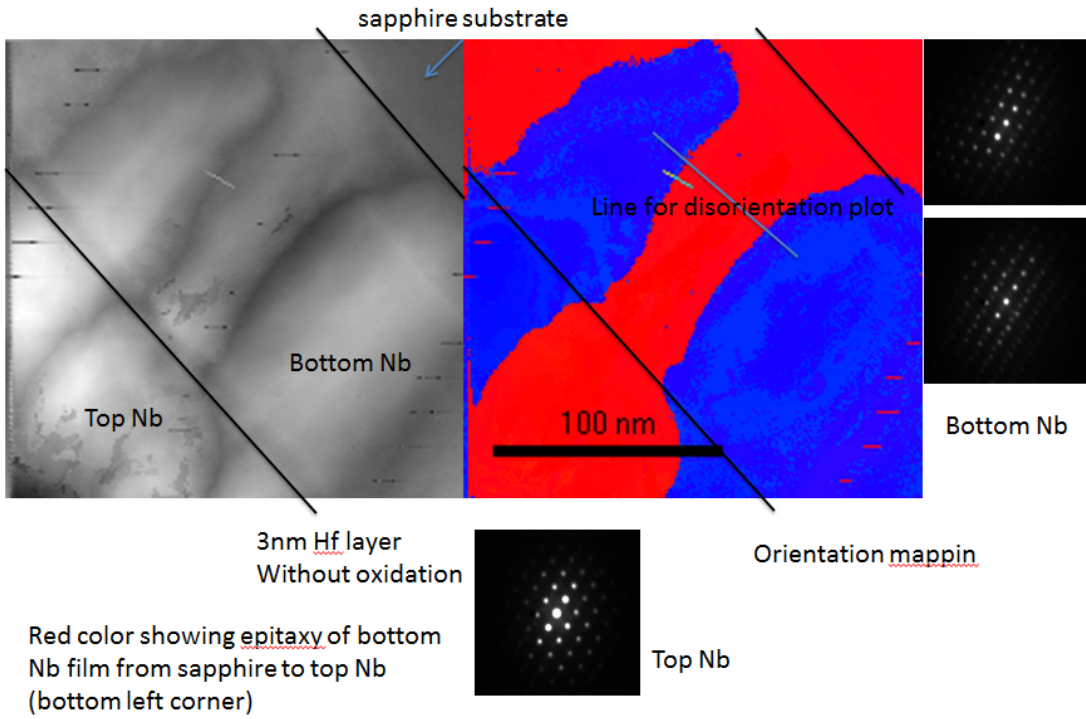 sapphire substrate
Line for disorientation plot
Bottom Nb
Top Nb
100 nm
Bottom Nb
3nm Hf layer
Without oxidation
Orientation mappin
Red color showing epitaxy of bottom
Nb film from sapphire to top Nb
(bottom left corner)
Top Nb